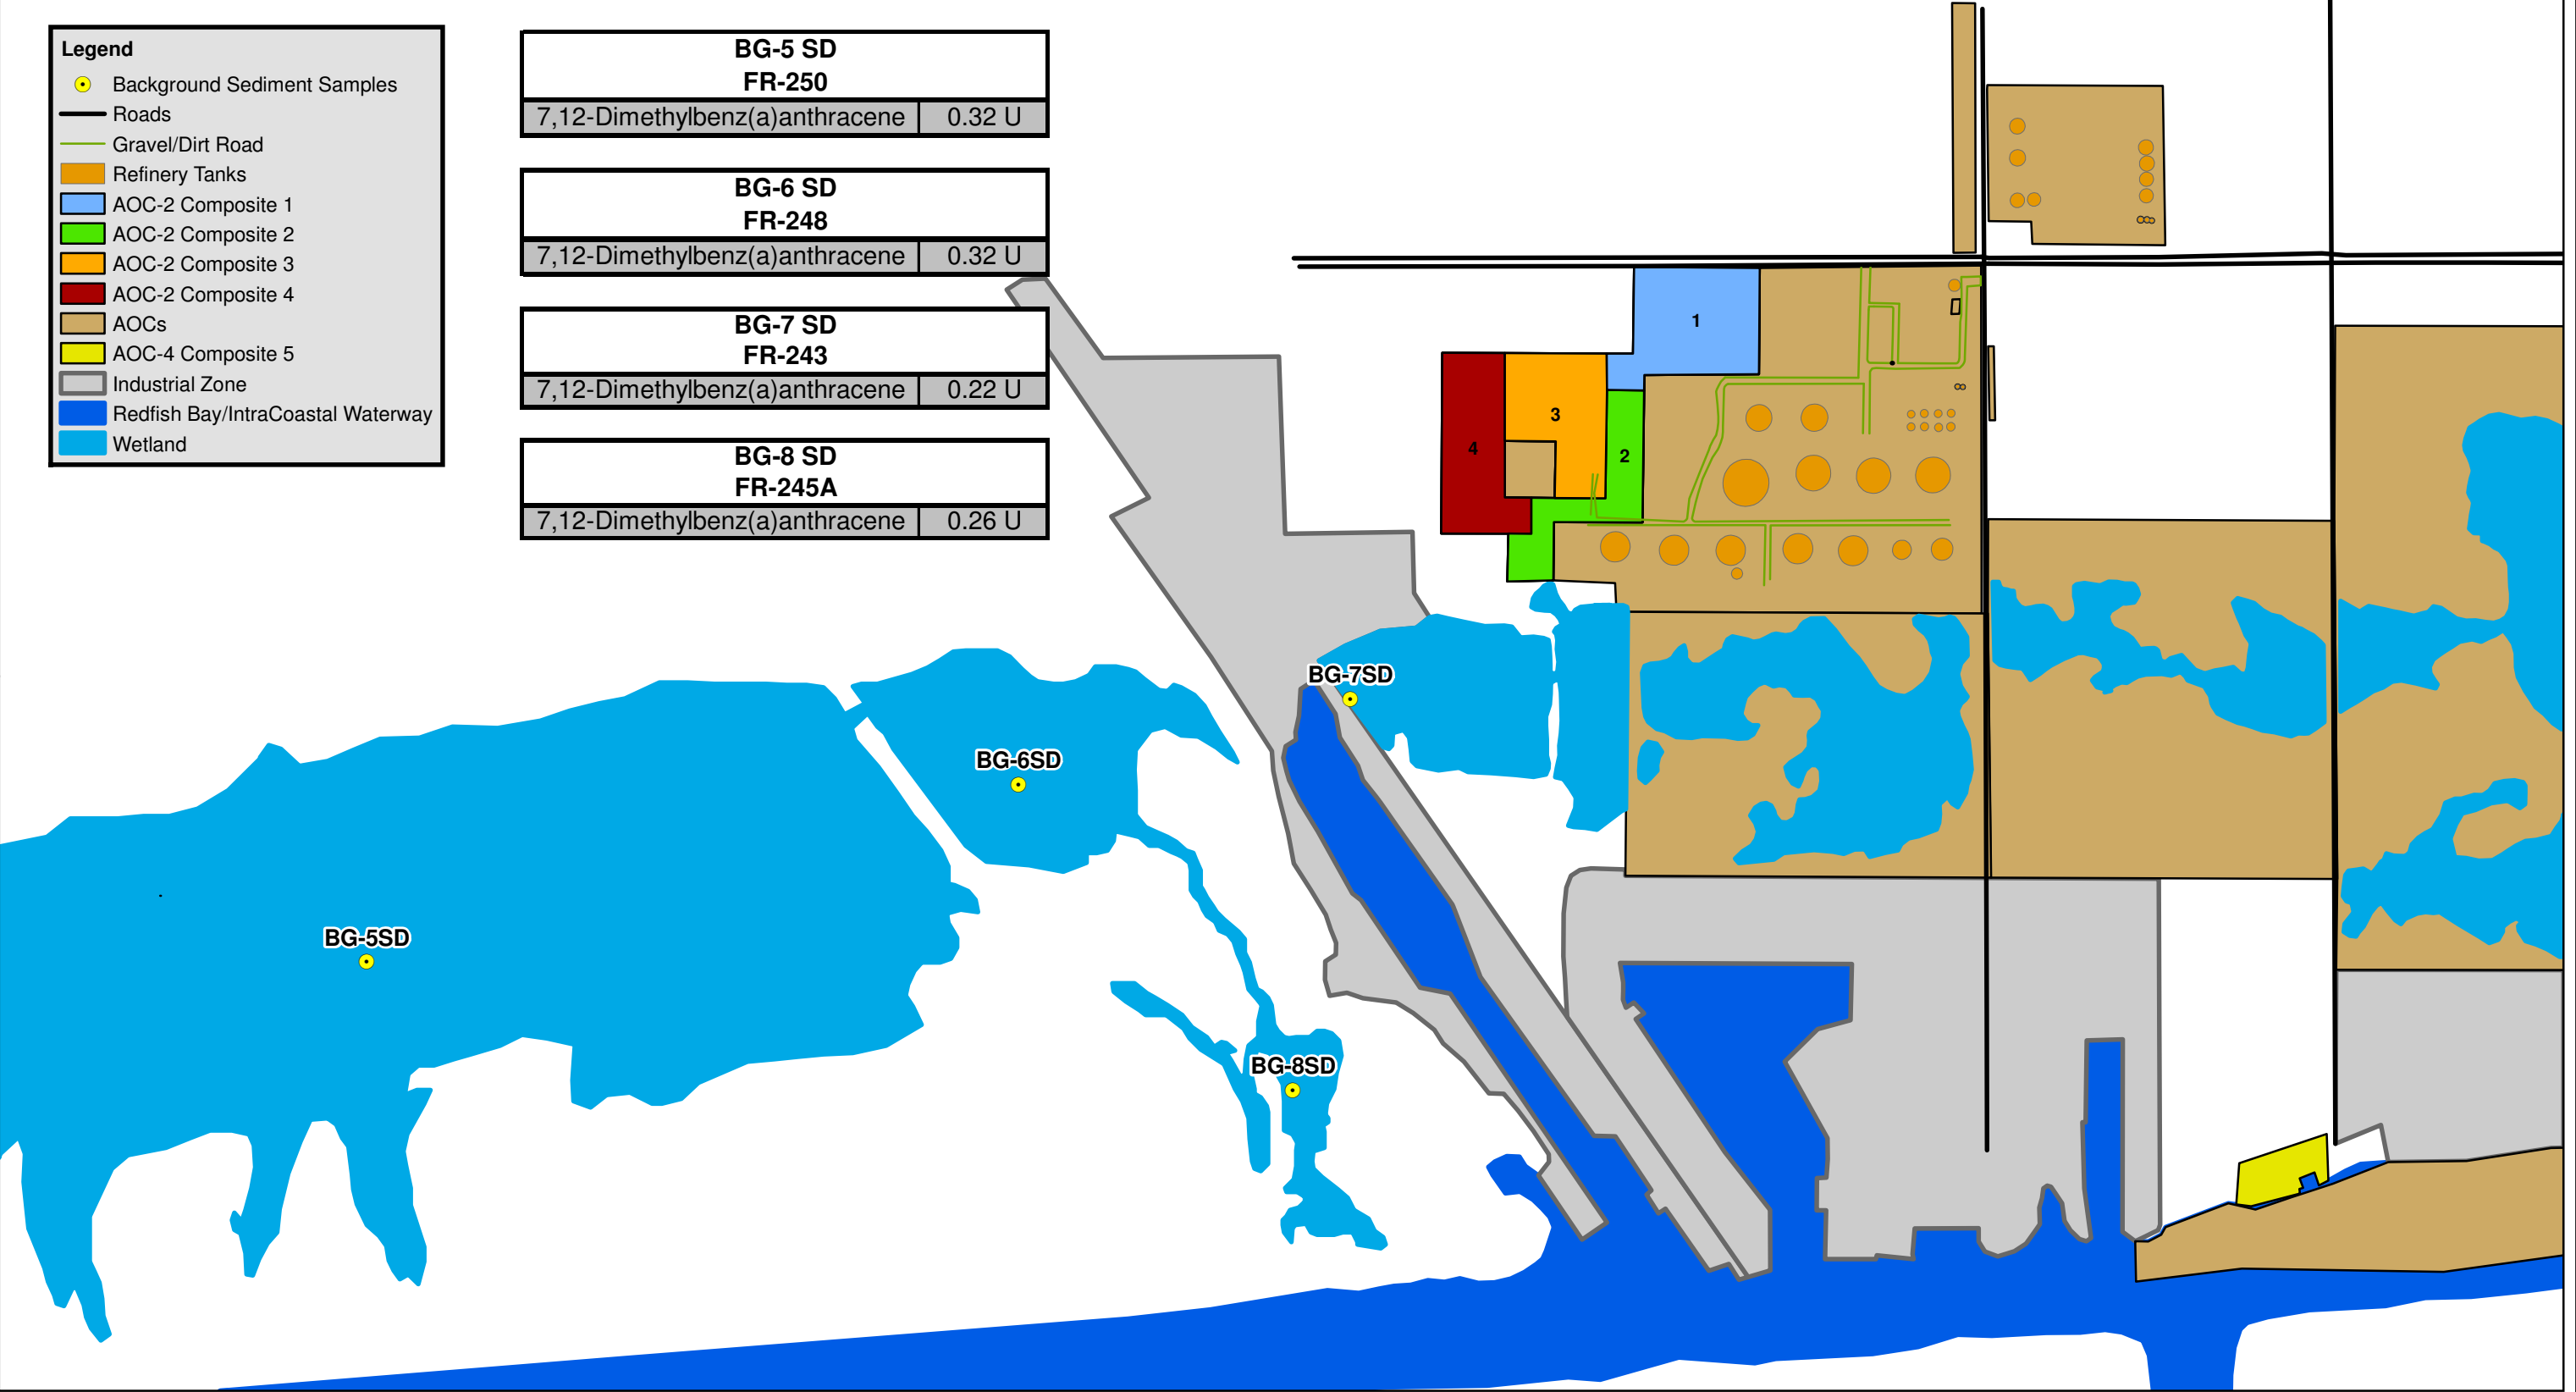 Legend
Background Sediment Samples
Roads
Gravel/Dirt Road
Refinery Tanks
AOC-2 Composite 1
AOC-2 Composite 2
AOC-2 Composite 3
AOC-2 Composite 4
AOCs
AOC-4 Composite 5
Industrial Zone
Redfish Bay/IntraCoastal Waterway
Wetland
BG-5 SD
FR-250
7,12-Dimethylbenz(a)anthracene 0.32 U
BG-6 SD
FR-248
7,12-Dimethylbenz(a)anthracene 0.32 U
BG-7 SD
FR-243
7,12-Dimethylbenz(a)anthracene 0.22 U
BG-8 SD
FR-245A
7,12-Dimethylbenz(a)anthracene 0.26 U
1
3
4
2
BG-7SD
BG-6SD
BG-5SD
BG-8SD